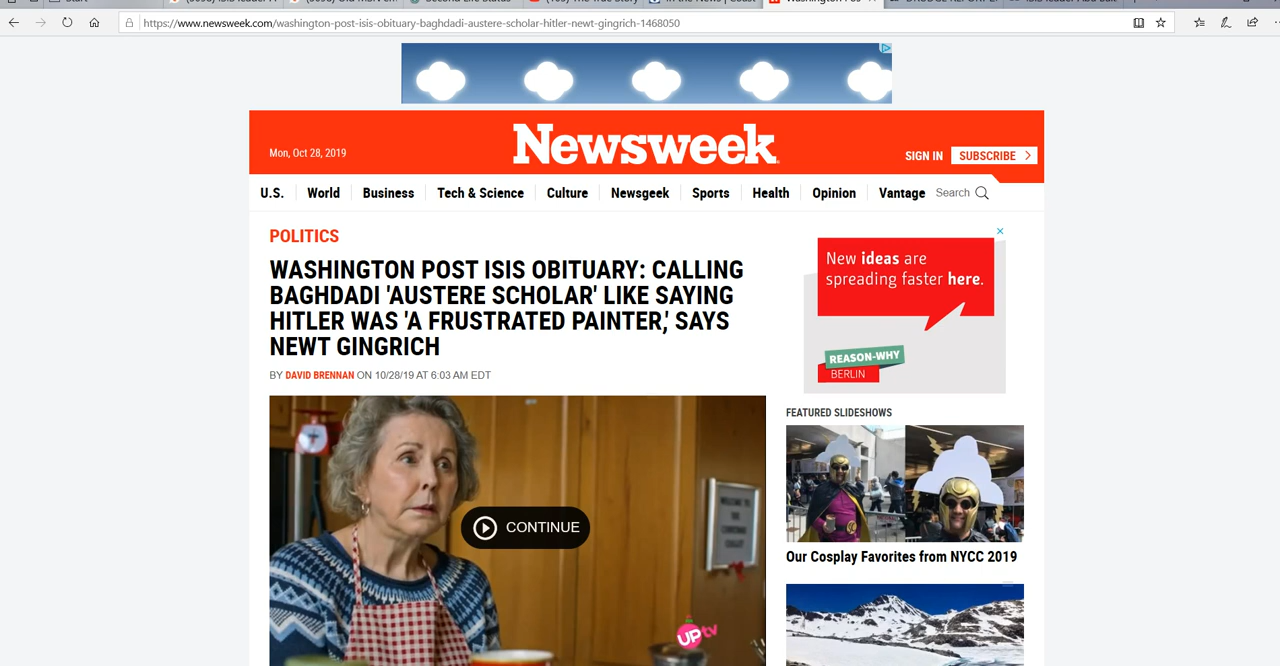 https://www.newsweek.com/washington-post-isis-obituary-baghdadi-austere-scholar-hitler-newt-gingrich-1468050
Mon, Oct 28, 2019
Newsweek
SIGN IN
SUBSCRIBE
U.S. World Business Tech & Science Culture Newsgeek Sports Health Opinion Vantage Search
POLITICS
WASHINGTON POST ISIS OBITUARY: CALLING
BAGHDADI 'AUSTERE SCHOLAR' LIKE SAYING
HITLER WAS 'A FRUSTRATED PAINTER,' SAYS
NEWT GINGRICH
BY DAVID BRENNAN ON 10/28/19 AT 6:03 AM EDT
CONTINUE
UPtv
New ideas are
spreading faster here.
REASON-WHY
BERLIN
FEATURED SLIDESHOWS
Our Cosplay Favorites from NYCC 2019